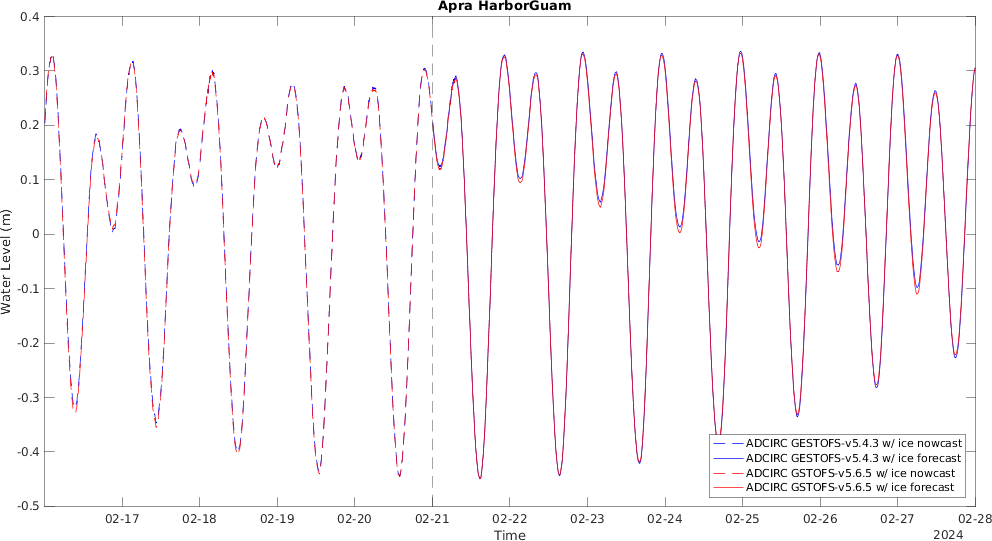 Apra HarborGuam
0.4
0.3
0.2
0.1
0
-0.1
-0.2
-0.3
-0.4
-0.5
Water Level (m)
ADCIRC GESTOFS-v5.4.3 w/ ice nowcast
ADCIRC GESTOFS-v5.4.3 w/ ice forecast
ADCIRC GSTOFS-v5.6.5 w/ ice nowcast
ADCIRC GSTOFS-v5.6.5 w/ ice forecast
02-17 02-18 02-19 02-20 02-21 02-22 02-23 02-24 02-25 02-26 02-27 02-28
Time
2024